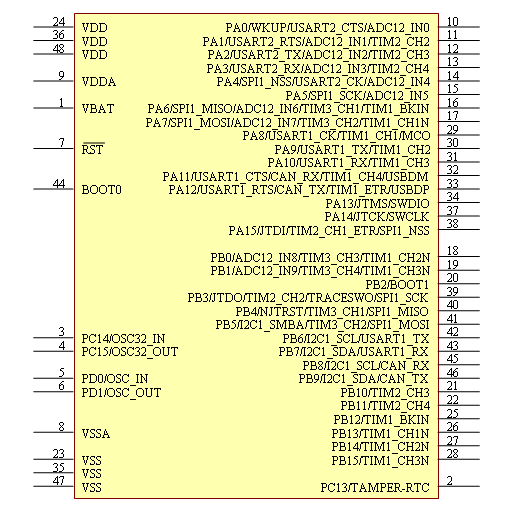 24 VDD PA0/WKUP/USART2_CTS/ADC12_IN0 10
36 VDD PA1/USART2_RTS/ADC12_IN1/TIM2_CH2 11
48 VDD PA2/USART2_TX/ADC12_IN2/TIM2_CH3 12
PA3/USART2_RX/ADC12_IN3/TIM2_CH4 13
9 VDDA PA4/SPI1_NSS/USART2_CK/ADC12_IN4 14
PA5/SPI1_SCK/ADC12_IN5 15
1 VBAT PA6/SPI1_MISO/ADC12_IN6/TIM3_CH1/TIM1_BKIN 16
PA7/SPI1_MOSI/ADC12_IN7/TIM3_CH2/TIM1_CH1N 17
PA8/USART1_CK/TIM1_CH1/MCO 29
7 RST PA9/USART1_TX/TIM1_CH2 30
PA10/USART1_RX/TIM1_CH3 31
PA11/USART1_CTS/CAN_RX/TIM1_CH4/USBDM 32
44 BOOT0 PA12/USART1_RTS/CAN_TX/TIM1_ETR/USBDP 33
PA13/JTMS/SWDIO 34
PA14/JTCK/SWCLK 37
PA15/JTDI/TIM2_CH1_ETR/SPI1_NSS 38
PB0/ADC12_IN8/TIM3_CH3/TIM1_CH2N 18
PB1/ADC12_IN9/TIM3_CH4/TIM1_CH3N 19
PB2/BOOT1 20
PB3/JTDO/TIM2_CH2/TRACESWO/SPI1_SCK 39
PB4/NJTRST/TIM3_CH1/SPI1_MISO 40
PB5/I2C1_SMBA/TIM3_CH2/SPI1_MOSI 41
3 PC14/OSC32_IN PB6/I2C1_SCL/USART1_TX 42
4 PC15/OSC32_OUT PB7/I2C1_SDA/USART1_RX 43
PB8/I2C1_SCL/CAN_RX 45
5 PD0/OSC_IN PB9/I2C1_SDA/CAN_TX 46
6 PD1/OSC_OUT PB10/TIM2_CH3 21
PB11/TIM2_CH4 22
PB12/TIM1_BKIN 25
8 VSSA PB13/TIM1_CH1N 26
PB14/TIM1_CH2N 27
23 VSS PB15/TIM1_CH3N 28
35 VSS
47 VSS PC13/TAMPER-RTC 2